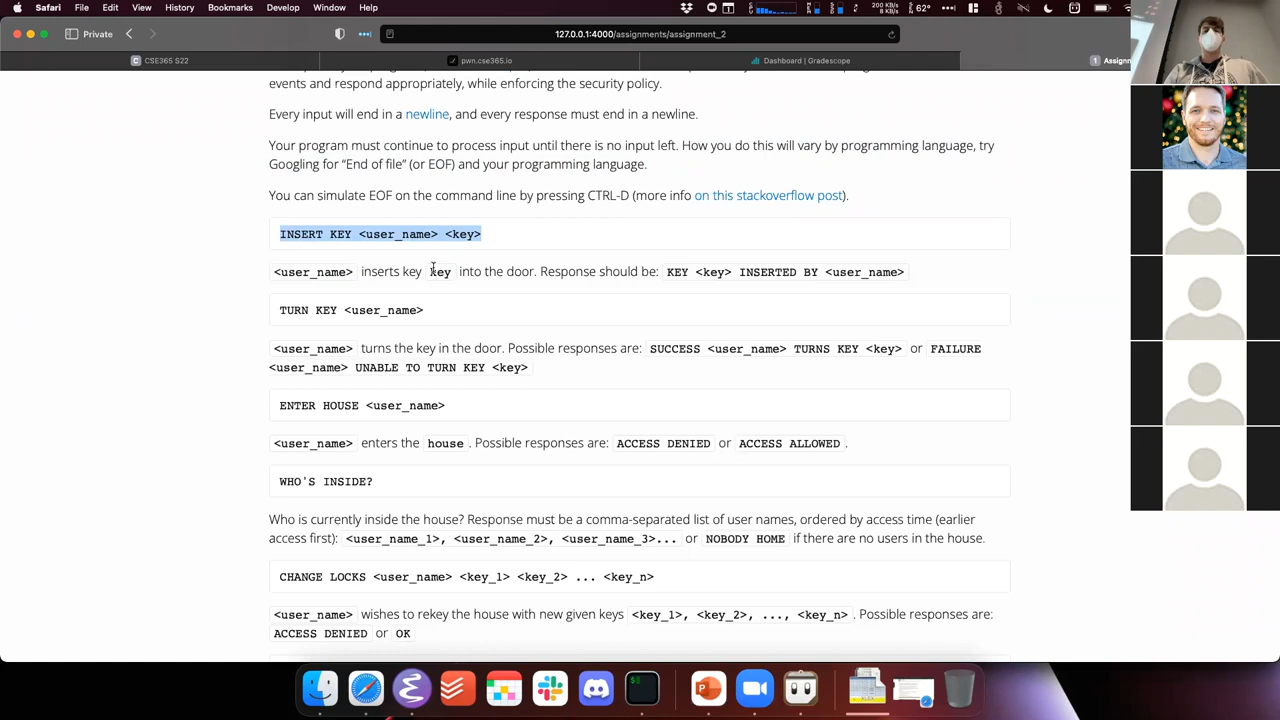 Safari File Edit View History Bookmarks Develop Window Help
200 B/s
8 KB/s
62°
Private
127.0.0.1:4000/assignments/assignment_2
C CSE365 S22
pwn.cse365.io
Dashboard | Gradescope
1 Assign
events and respond appropriately, while enforcing the security policy.
Every input will end in a newline, and every response must end in a newline.
Your program must continue to process input until there is no input left. How you do this will vary by programming language, try
Googling for “End of file” (or EOF) and your programming language.
You can simulate EOF on the command line by pressing CTRL-D (more info on this stackoverflow post).
INSERT KEY <user_name> <key>
<user_name> inserts key key into the door. Response should be: KEY <key> INSERTED BY <user_name>
TURN KEY <user_name>
<user_name> turns the key in the door. Possible responses are: SUCCESS <user_name> TURNS KEY <key> or FAILURE
<user_name> UNABLE TO TURN KEY <key>
ENTER HOUSE <user_name>
<user_name> enters the house. Possible responses are: ACCESS DENIED or ACCESS ALLOWED.
WHO'S INSIDE?
Who is currently inside the house? Response must be a comma-separated list of user names, ordered by access time (earlier
access first): <user_name_1>, <user_name_2>, <user_name_3>... or NOBODY HOME if there are no users in the house.
CHANGE LOCKS <user_name> <key_1> <key_2> ... <key_n>
<user_name> wishes to rekey the house with new given keys <key_1>, <key_2>, ..., <key_n>. Possible responses are:
ACCESS DENIED or OK